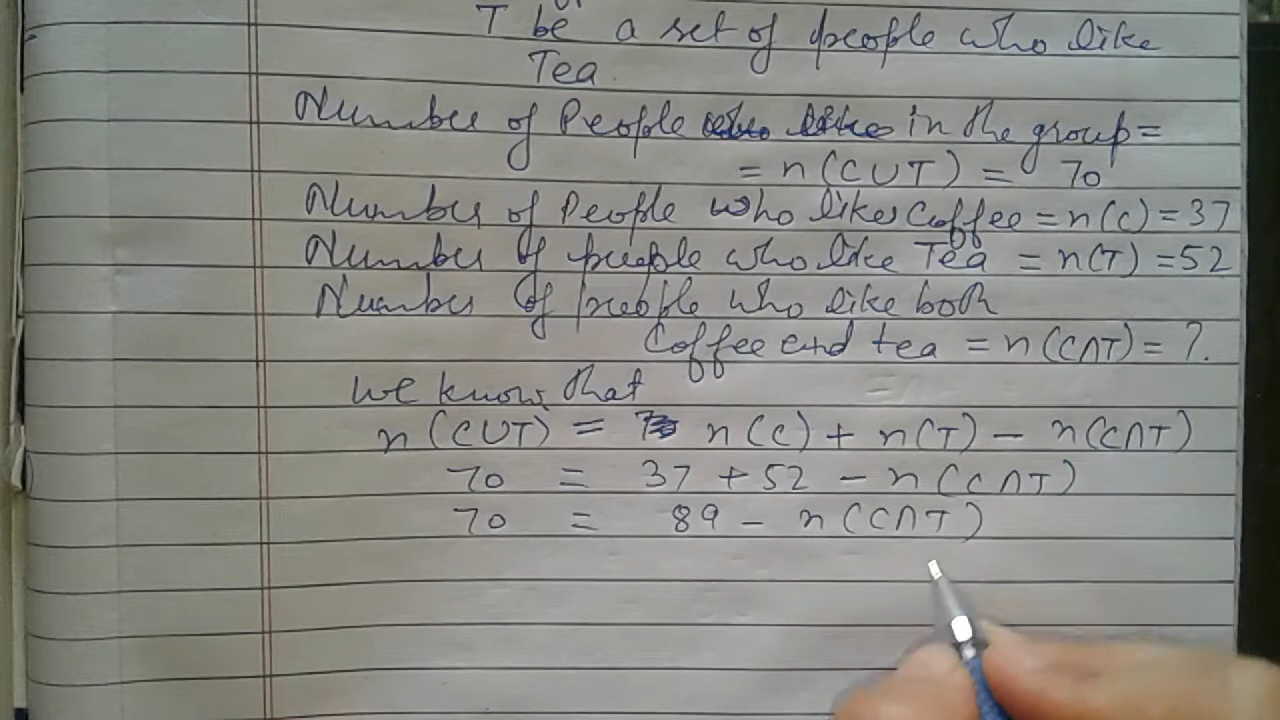 T be a set of people who like
Tea.
Number of People in the group =
= n(C∪T) = 70
Number of People who likes Coffee = n(C) = 37
Number of people who like Tea = n(T) = 52
Number of people who like both
Coffee and tea = n(C∩T) = ?.
we know that
n(C∪T) = n(C) + n(T) - n(C∩T)
70 = 37 + 52 - n(C∩T)
70 = 89 - n(C∩T)